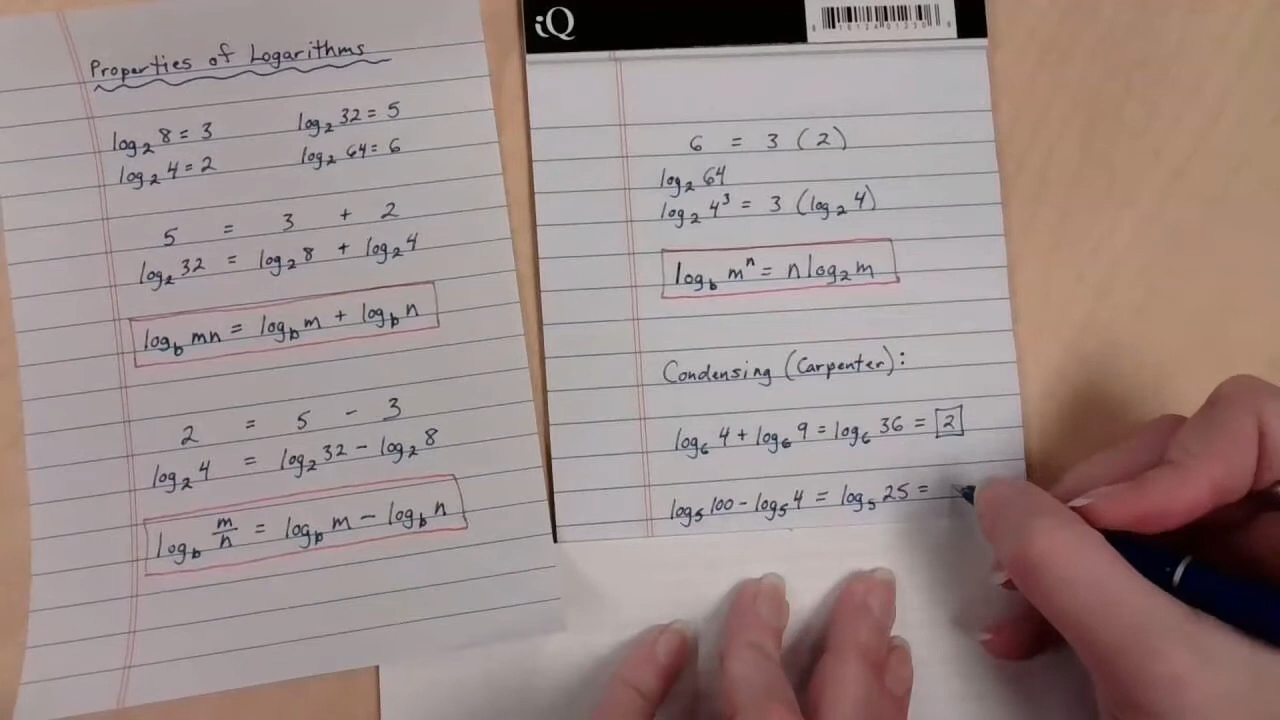 Properties of Logarithms
log₂ 8 = 3 log₂ 32 = 5
log₂ 4 = 2 log₂ 64 = 6
5 = 3 + 2
log₂ 32 = log₂ 8 + log₂ 4
log_b mn = log_b m + log_b n
2 = 5 - 3
log₂ 4 = log₂ 32 - log₂ 8
log_b m/n = log_b m - log_b n
iQ
6 = 3 (2)
log₂ 64
log₂ 4³ = 3 (log₂ 4)
log_b mⁿ = n log₂ m
Condensing (Carpenter):
log₆ 4 + log₆ 9 = log₆ 36 = 2
log₅ 100 - log₅ 4 = log₅ 25 =